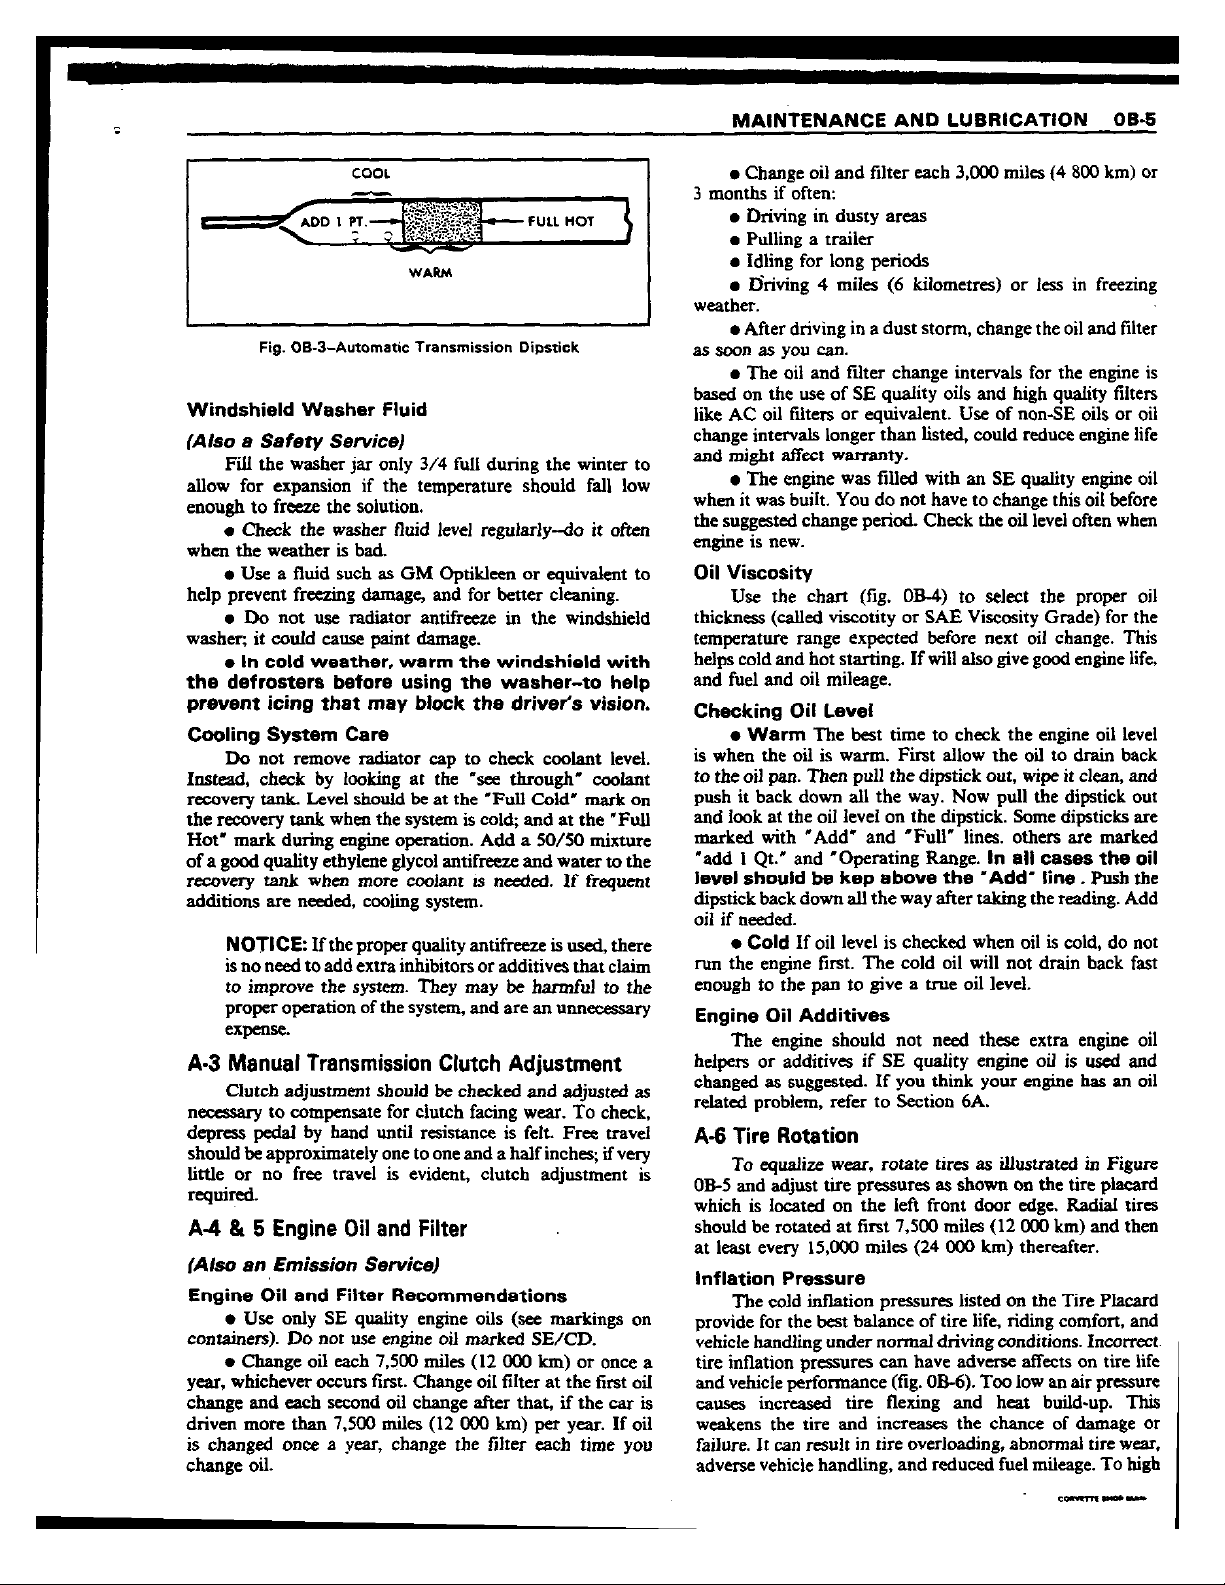 MAINTENANCE AND LUBRICATION 0B-5
COOL
ADD 1 PT.
FULL HOT
WARM
Fig. 0B-3–Automatic Transmission Dipstick
Windshield Washer Fluid
(Also a Safety Service)
Fill the washer jar only 3/4 full during the winter to
allow for expansion if the temperature should fall low
enough to freeze the solution.
• Check the washer fluid level regularly–do it often
when the weather is bad.
• Use a fluid such as GM Optikleen or equivalent to
help prevent freezing damage, and for better cleaning.
• Do not use radiator antifreeze in the windshield
washer; it could cause paint damage.
• In cold weather, warm the windshield with
the defrosters before using the washer–to help
prevent icing that may block the driver's vision.
Cooling System Care
Do not remove radiator cap to check coolant level.
Instead, check by looking at the "see through" coolant
recovery tank. Level should be at the "Full Cold" mark on
the recovery tank when the system is cold; and at the "Full
Hot" mark during engine operation. Add a 50/50 mixture
of a good quality ethylene glycol antifreeze and water to the
recovery tank when more coolant is needed. If frequent
additions are needed, cooling system.
NOTICE: If the proper quality antifreeze is used, there
is no need to add extra inhibitors or additives that claim
to improve the system. They may be harmful to the
proper operation of the system, and are an unnecessary
expense.
A-3 Manual Transmission Clutch Adjustment
Clutch adjustment should be checked and adjusted as
necessary to compensate for clutch facing wear. To check,
depress pedal by hand until resistance is felt. Free travel
should be approximately one to one and a half inches; if very
little or no free travel is evident, clutch adjustment is
required.
A-4 & 5 Engine Oil and Filter
(Also an Emission Service)
Engine Oil and Filter Recommendations
• Use only SE quality engine oils (see markings on
containers). Do not use engine oil marked SE/CD.
• Change oil each 7,500 miles (12 000 km) or once a
year, whichever occurs first. Change oil filter at the first oil
change and each second oil change after that, if the car is
driven more than 7,500 miles (12 000 km) per year. If oil
is changed once a year, change the filter each time you
change oil.
• Change oil and filter each 3,000 miles (4 800 km) or
3 months if often:
• Driving in dusty areas
• Pulling a trailer
• Idling for long periods
• Driving 4 miles (6 kilometres) or less in freezing
weather.
• After driving in a dust storm, change the oil and filter
as soon as you can.
• The oil and filter change intervals for the engine is
based on the use of SE quality oils and high quality filters
like AC oil filters or equivalent. Use of non-SE oils or oil
change intervals longer than listed, could reduce engine life
and might affect warranty.
• The engine was filled with an SE quality engine oil
when it was built. You do not have to change this oil before
the suggested change period. Check the oil level often when
engine is new.
Oil Viscosity
Use the chart (fig. 0B-4) to select the proper oil
thickness (called viscotity or SAE Viscosity Grade) for the
temperature range expected before next oil change. This
helps cold and hot starting. If will also give good engine life,
and fuel and oil mileage.
Checking Oil Level
• Warm The best time to check the engine oil level
is when the oil is warm. First allow the oil to drain back
to the oil pan. Then pull the dipstick out, wipe it clean, and
push it back down all the way. Now pull the dipstick out
and look at the oil level on the dipstick. Some dipsticks are
marked with "Add" and "Full" lines. others are marked
"add 1 Qt." and "Operating Range. In all cases the oil
level should be kep above the "Add" line . Push the
dipstick back down all the way after taking the reading. Add
oil if needed.
• Cold If oil level is checked when oil is cold, do not
run the engine first. The cold oil will not drain back fast
enough to the pan to give a true oil level.
Engine Oil Additives
The engine should not need these extra engine oil
helpers or additives if SE quality engine oil is used and
changed as suggested. If you think your engine has an oil
related problem, refer to Section 6A.
A-6 Tire Rotation
To equalize wear, rotate tires as illustrated in Figure
0B-5 and adjust tire pressures as shown on the tire placard
which is located on the left front door edge. Radial tires
should be rotated at first 7,500 miles (12 000 km) and then
at least every 15,000 miles (24 000 km) thereafter.
Inflation Pressure
The cold inflation pressures listed on the Tire Placard
provide for the best balance of tire life, riding comfort, and
vehicle handling under normal driving conditions. Incorrect
tire inflation pressures can have adverse affects on tire life
and vehicle performance (fig. 0B-6). Too low an air pressure
causes increased tire flexing and heat build-up. This
weakens the tire and increases the chance of damage or
failure. It can result in tire overloading, abnormal tire wear,
adverse vehicle handling, and reduced fuel mileage. To high
CORVETTE SHOP